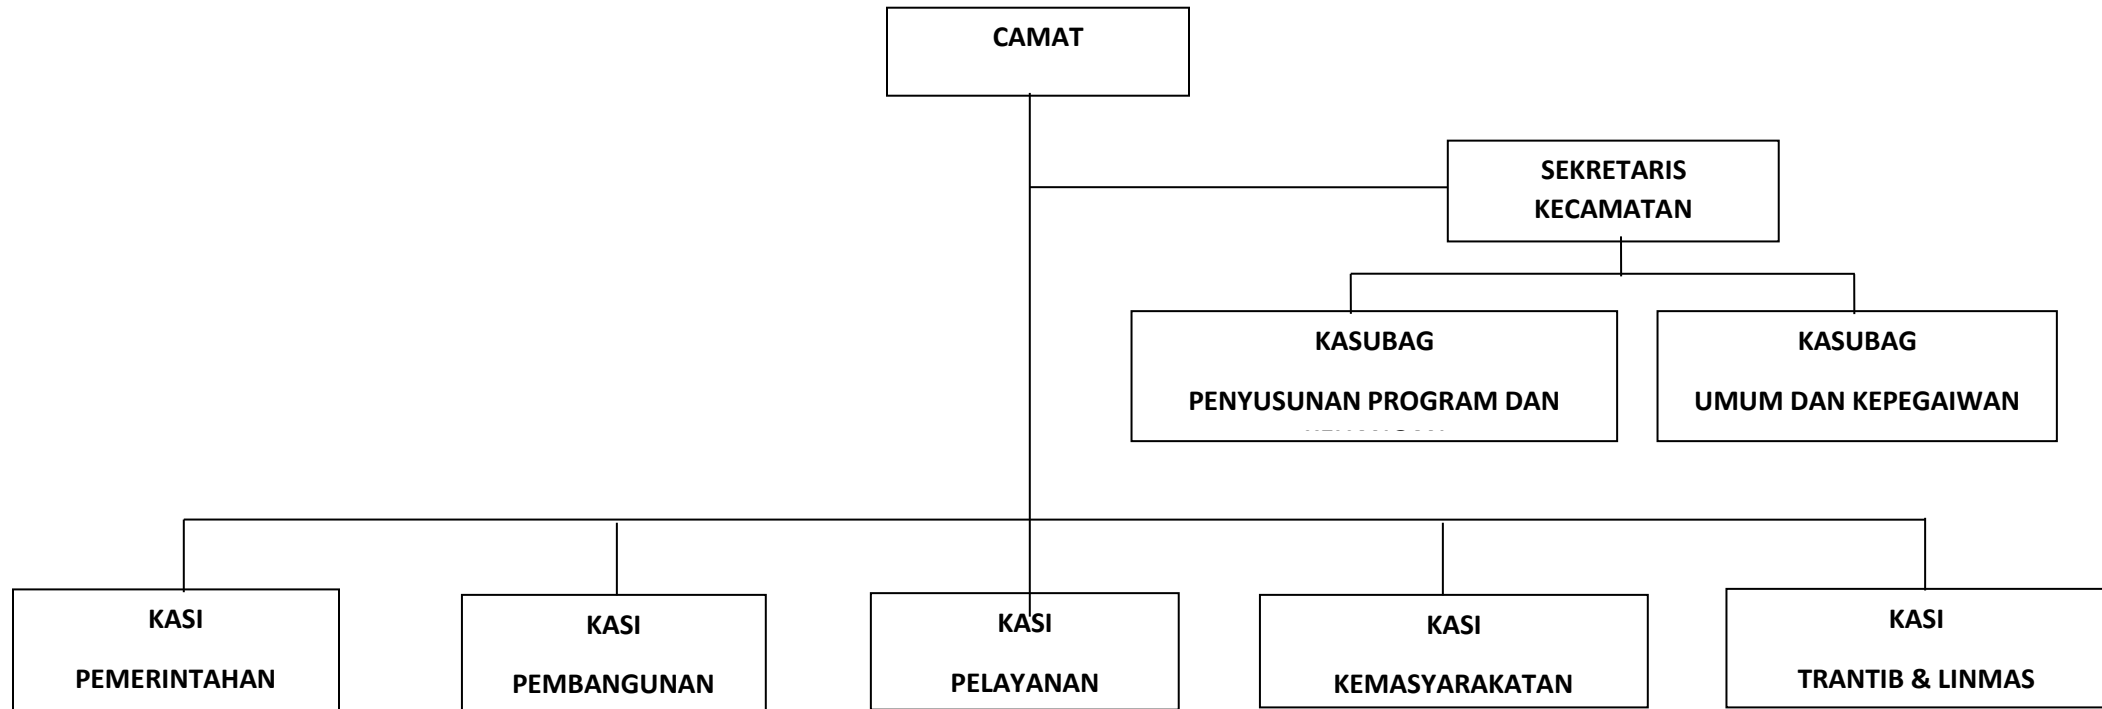 CAMAT
SEKRETARIS
KECAMATAN
KASUBAG
PENYUSUNAN PROGRAM DAN
KASUBAG
UMUM DAN KEPEGAIWAN
KASI
PEMERINTAHAN
KASI
PEMBANGUNAN
KASI
PELAYANAN
KASI
KEMASYARAKATAN
KASI
TRANTIB & LINMAS